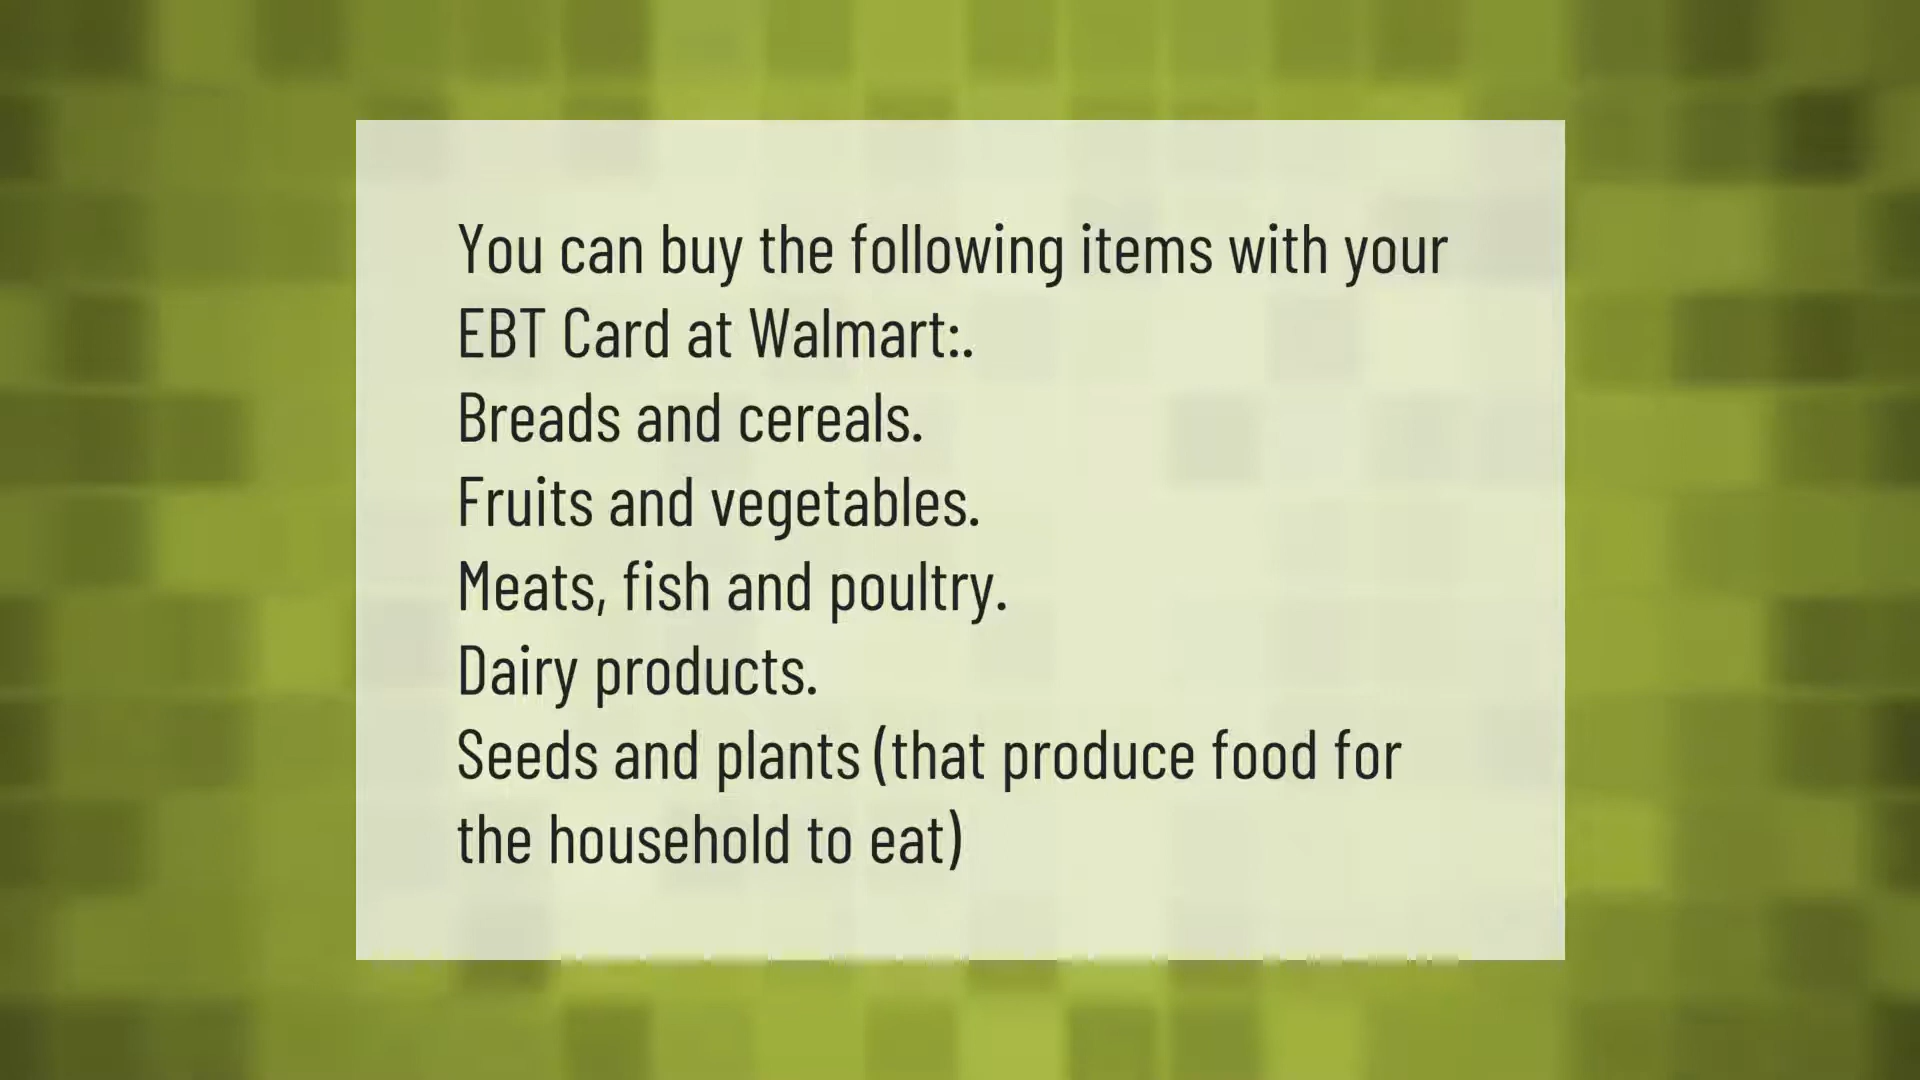 You can buy the following items with your
EBT Card at Walmart:.
Breads and cereals.
Fruits and vegetables.
Meats, fish and poultry.
Dairy products.
Seeds and plants (that produce food for
the household to eat)